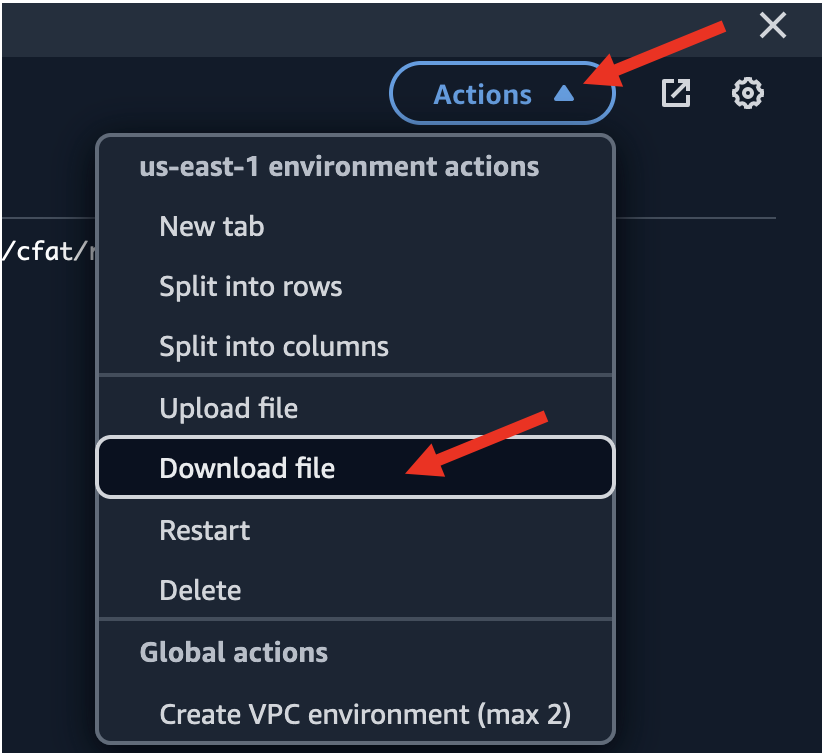 Actions
us-east-1 environment actions
New tab
/cfat/
Split into rows
Split into columns
Upload file
Download file
Restart
Delete
Global actions
Create VPC environment (max 2)